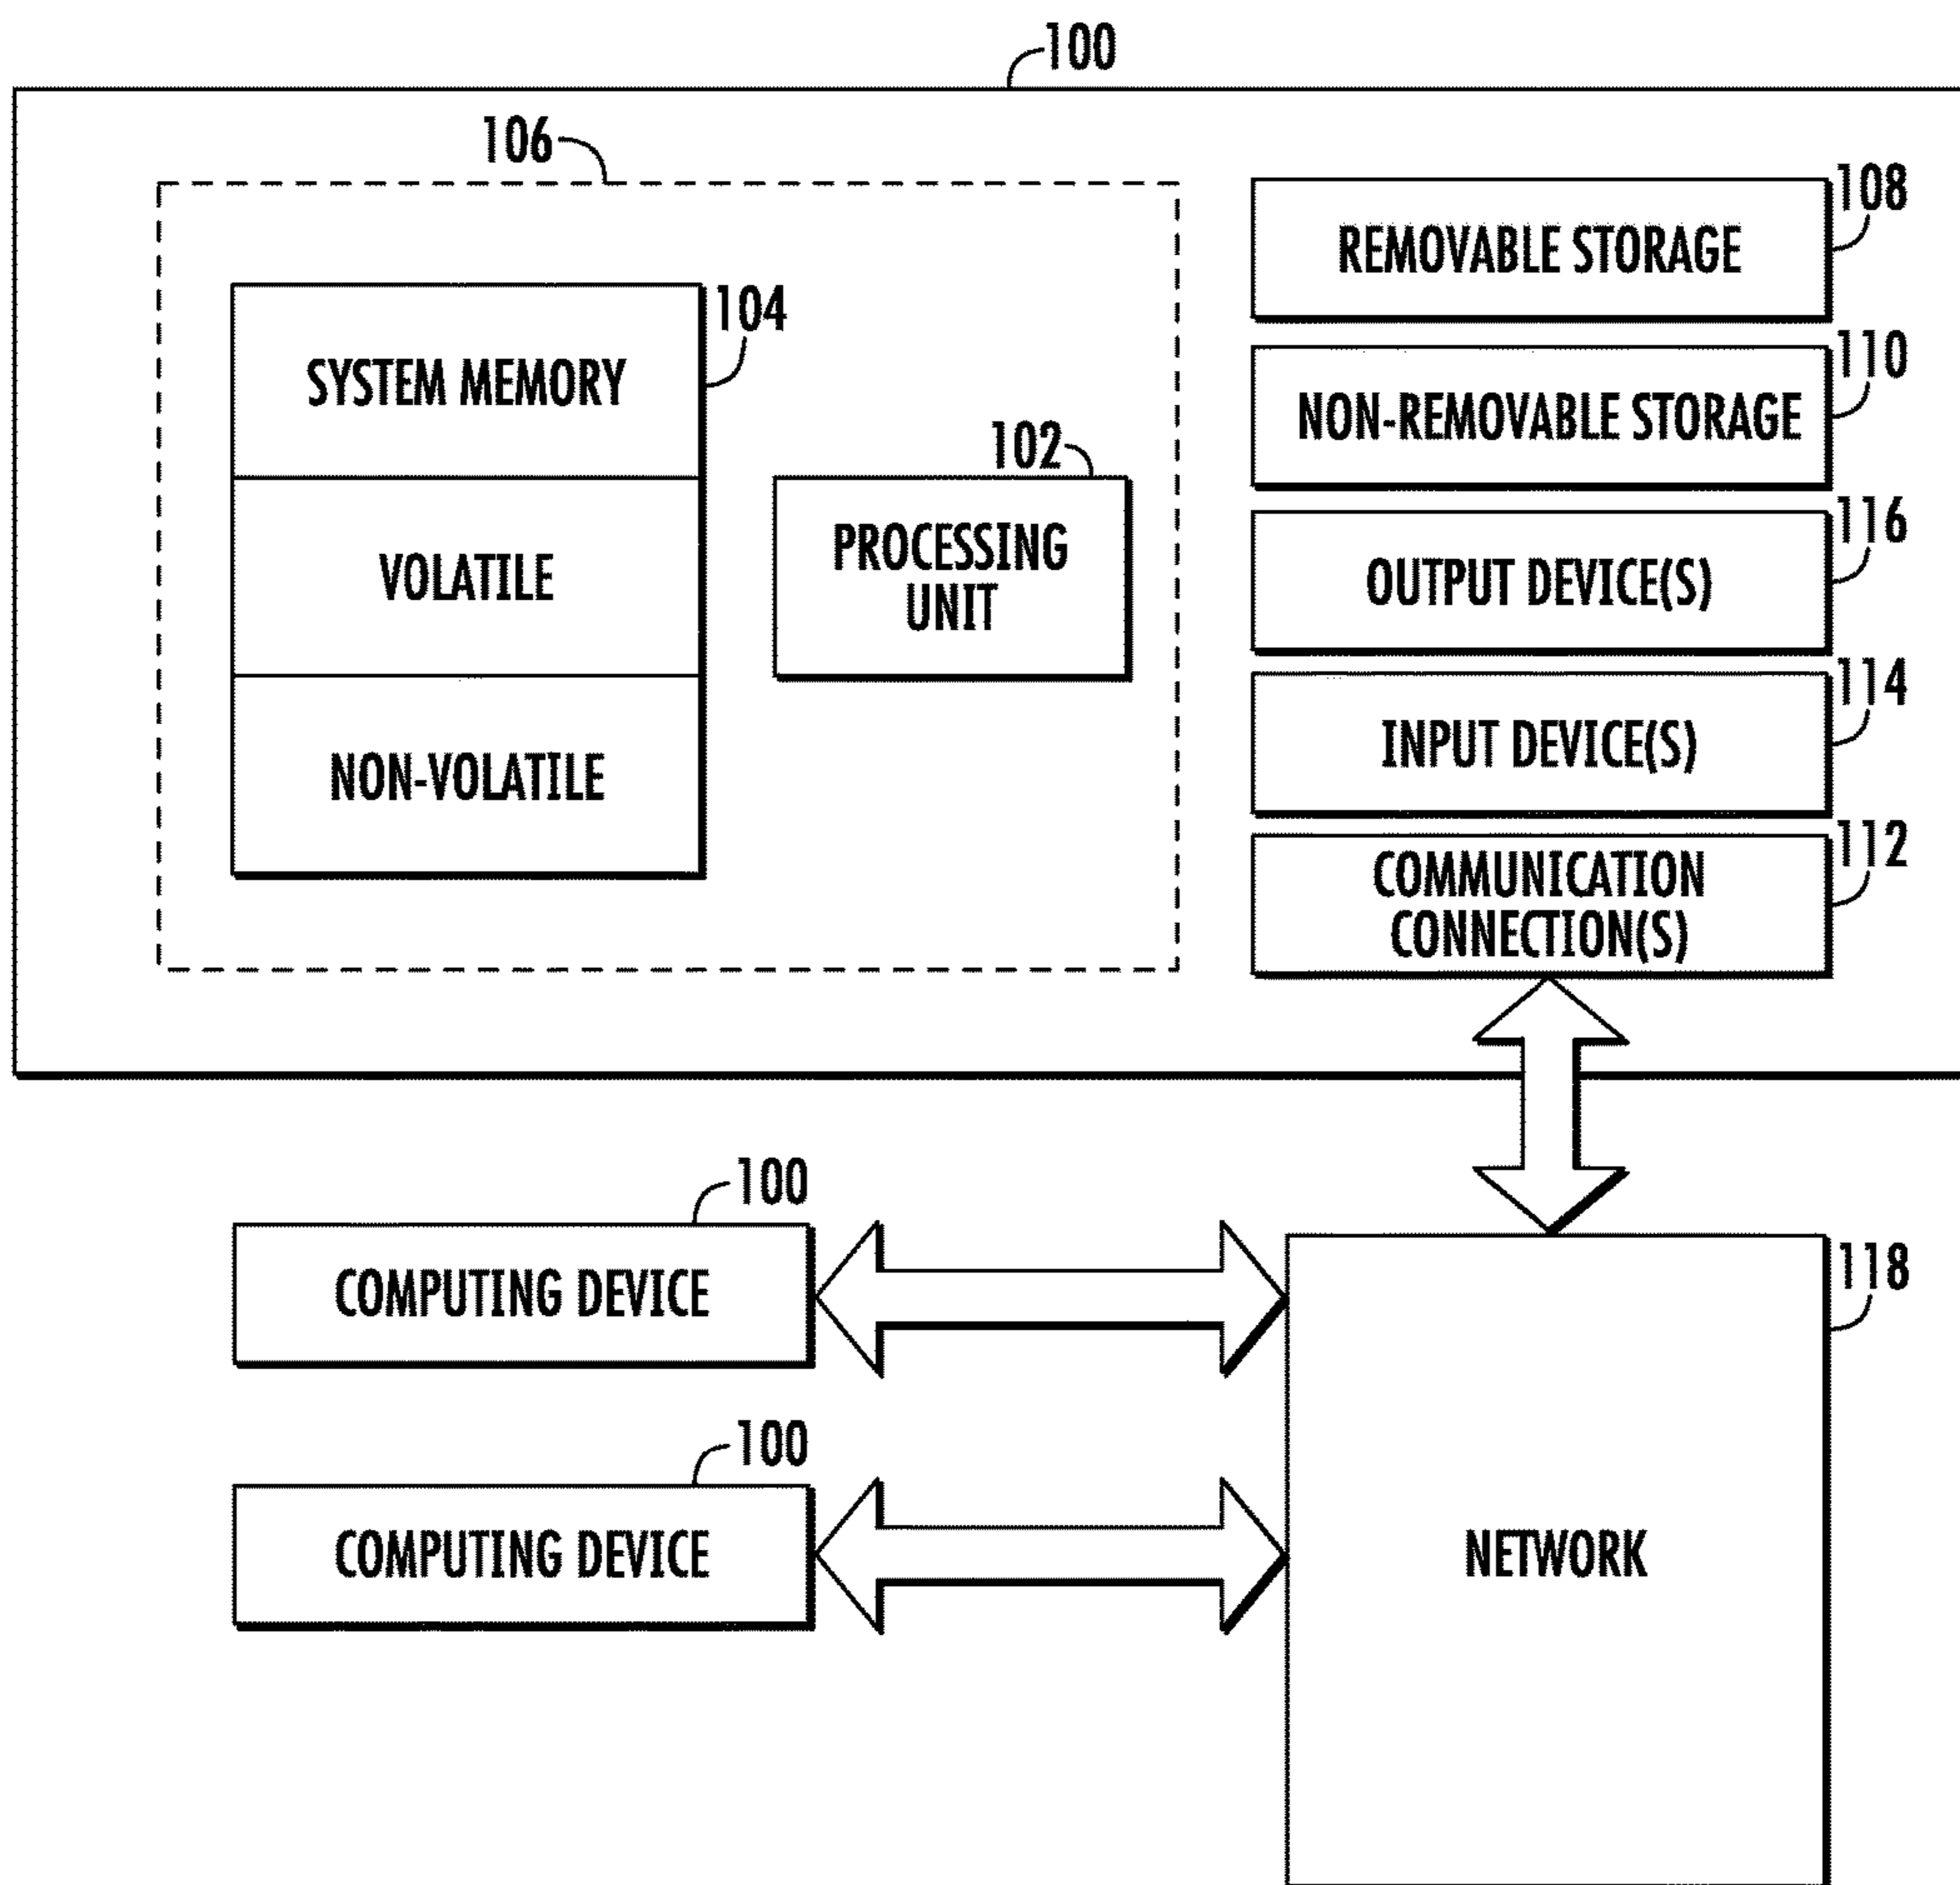 100
106
108
REMOVABLE STORAGE
104
SYSTEM MEMORY
110
NON-REMOVABLE STORAGE
102
PROCESSING
UNIT
VOLATILE
116
OUTPUT DEVICE(S)
NON-VOLATILE
114
INPUT DEVICE(S)
112
COMMUNICATION
CONNECTION(S)
100
COMPUTING DEVICE
118
100
COMPUTING DEVICE
NETWORK